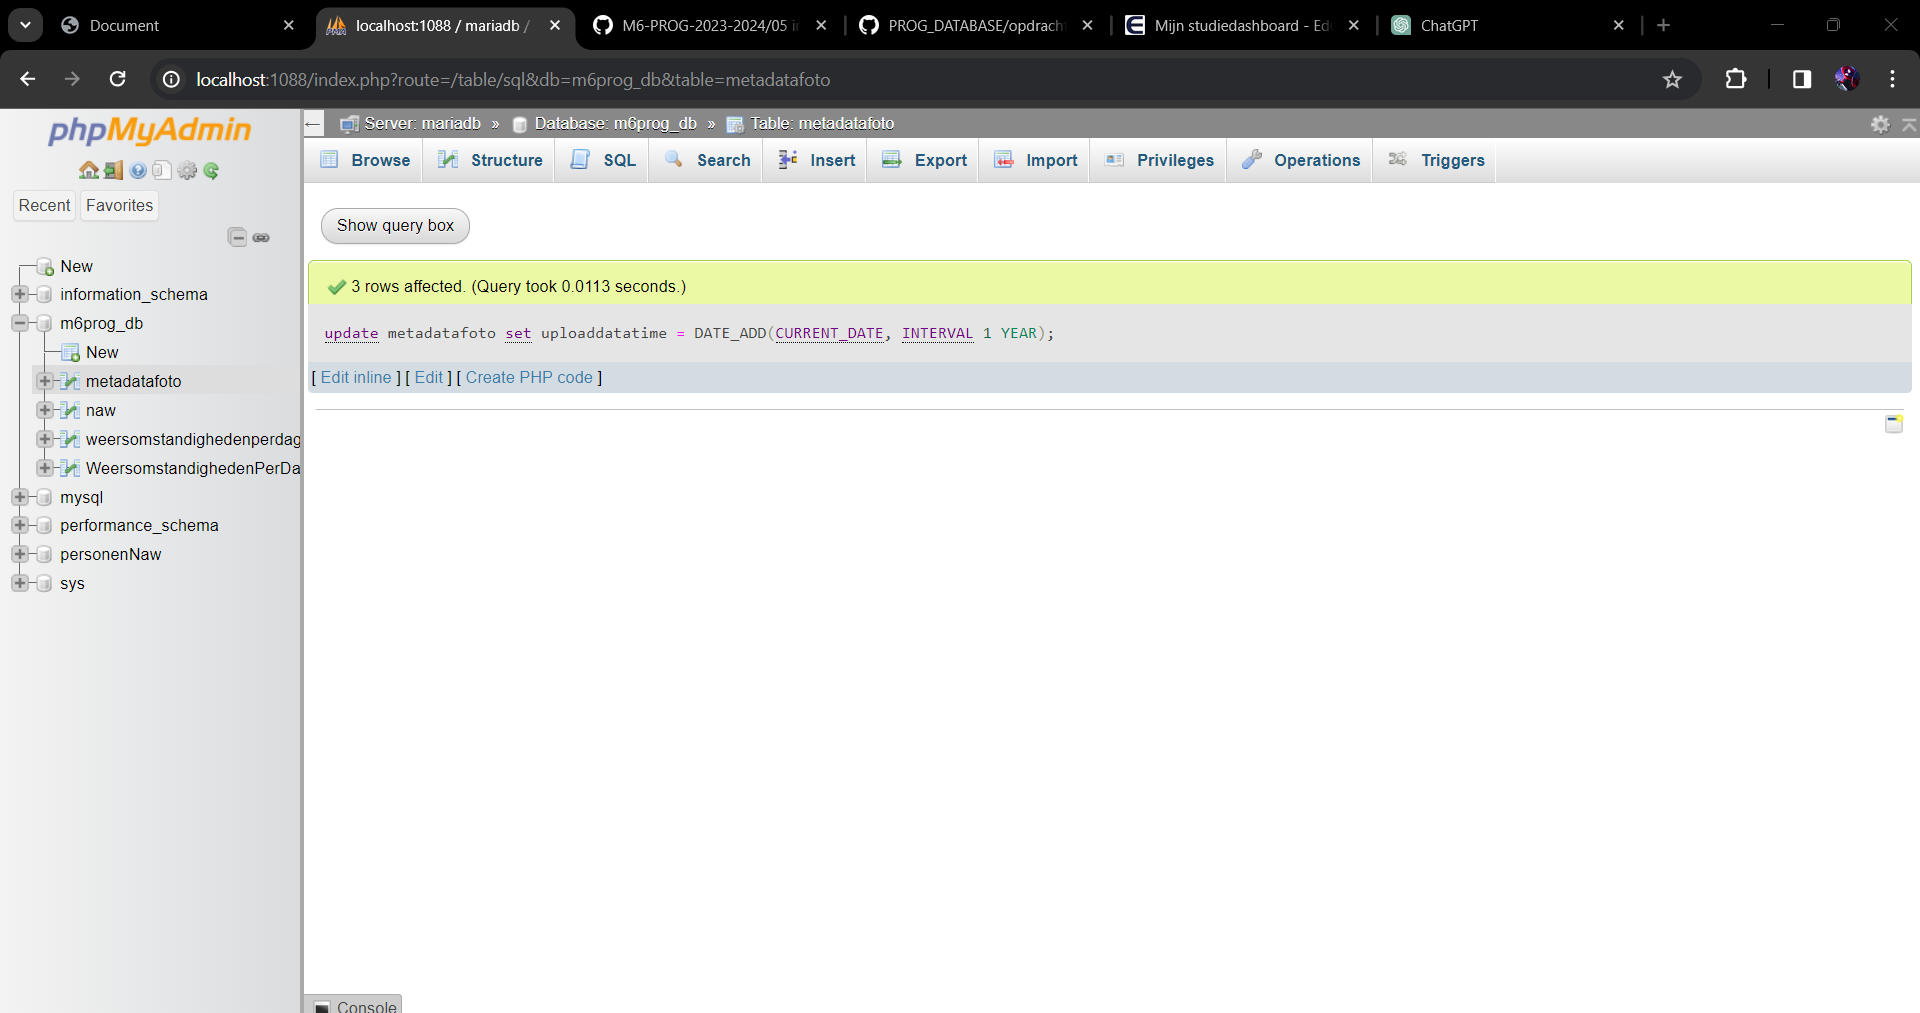 Document
localhost:1088 / mariadb /
M6-PROG-2023-2024/05 i
PROG_DATABASE/opdrach
Mijn studiedashboard - Ed
ChatGPT
localhost:1088/index.php?route=/table/sql&db=m6prog_db&table=metadatafoto
phpMyAdmin
Recent
Favorites
New
information_schema
m6prog_db
New
metadatafoto
naw
weersomstandighedenperdag
WeersomstandighedenPerDa
mysql
performance_schema
personenNaw
sys
Server: mariadb » Database: m6prog_db » Table: metadatafoto
Browse
Structure
SQL
Search
Insert
Export
Import
Privileges
Operations
Triggers
Show query box
3 rows affected. (Query took 0.0113 seconds.)
update metadatafoto set uploaddatatime = DATE_ADD(CURRENT_DATE, INTERVAL 1 YEAR);
[ Edit inline ] [ Edit ] [ Create PHP code ]
Console